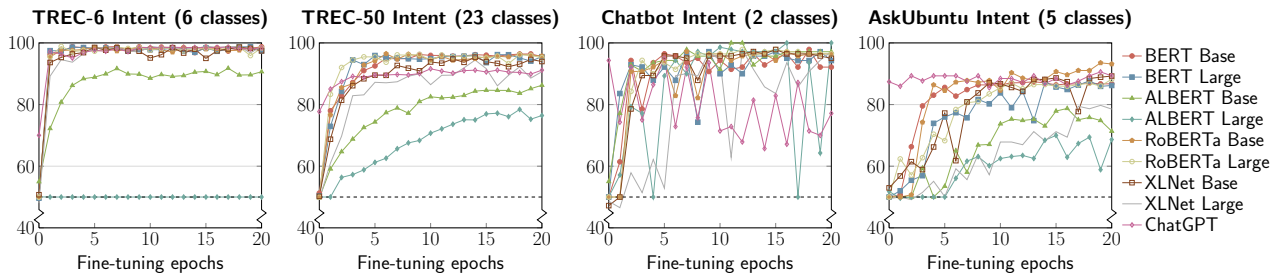 TREC-6 Intent (6 classes)
TREC-50 Intent (23 classes)
Chatbot Intent (2 classes)
AskUbuntu Intent (5 classes)
100
80
60
40
0 5 10 15 20
Fine-tuning epochs
100
80
60
40
0 5 10 15 20
Fine-tuning epochs
100
80
60
40
0 5 10 15 20
Fine-tuning epochs
100
80
60
40
0 5 10 15 20
Fine-tuning epochs
BERT Base
BERT Large
ALBERT Base
ALBERT Large
RoBERTa Base
RoBERTa Large
XLNet Base
XLNet Large
ChatGPT